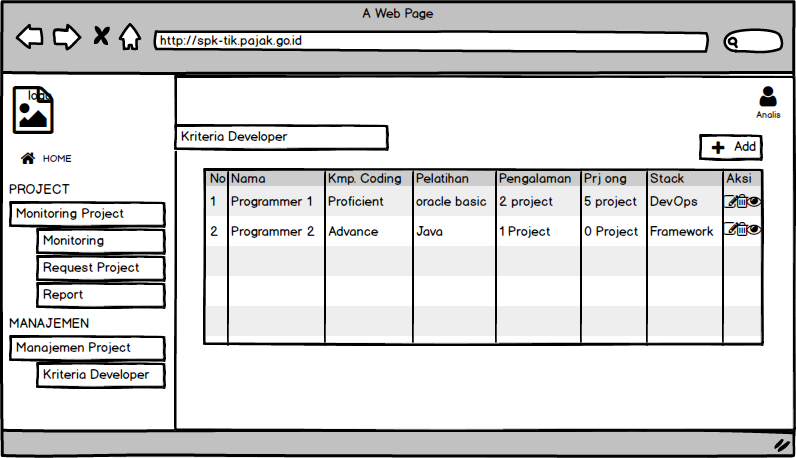 A Web Page
http://spk-tik.pajak.go.id
logo
Analis
HOME
Kriteria Developer
Add
PROJECT
Monitoring Project
Monitoring
Request Project
Report
MANAJEMEN
Manajemen Project
Kriteria Developer
No Nama Kmp. Coding Pelatihan Pengalaman Prj ong Stack Aksi
1 Programmer 1 Proficient oracle basic 2 project 5 project DevOps
2 Programmer 2 Advance Java 1 Project 0 Project Framework